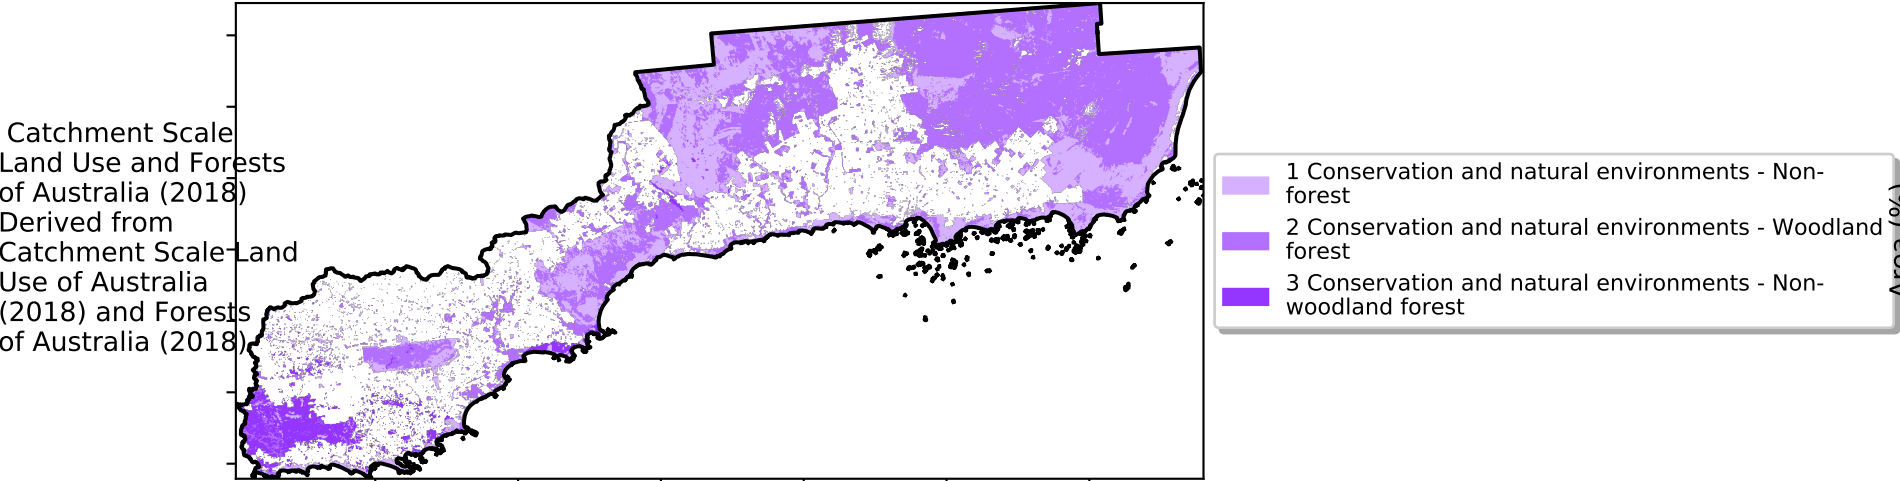 Catchment Scale
Land Use and Forests
of Australia (2018)
Derived from
Catchment Scale Land
Use of Australia
(2018) and Forests
of Australia (2018)
1 Conservation and natural environments - Non-
forest
2 Conservation and natural environments - Woodland
forest
3 Conservation and natural environments - Non-
woodland forest